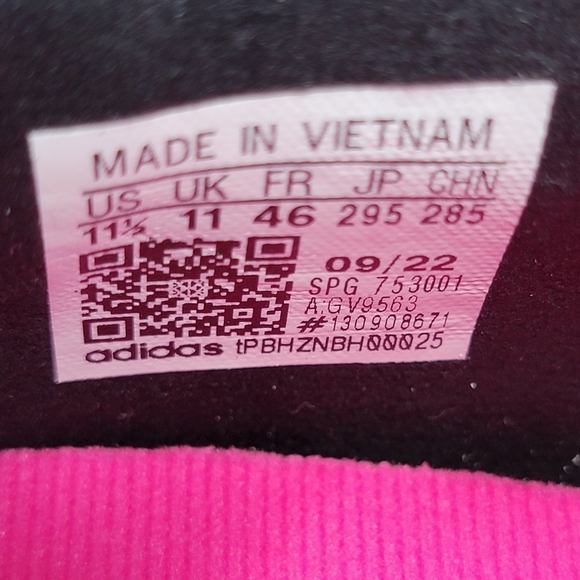 MADE IN VIETNAM
US UK FR JP CHN
11½ 11 46 295 285
09/22
SPG 753001
A:GV9563
#130908671
adidas tPBHZNBH00025